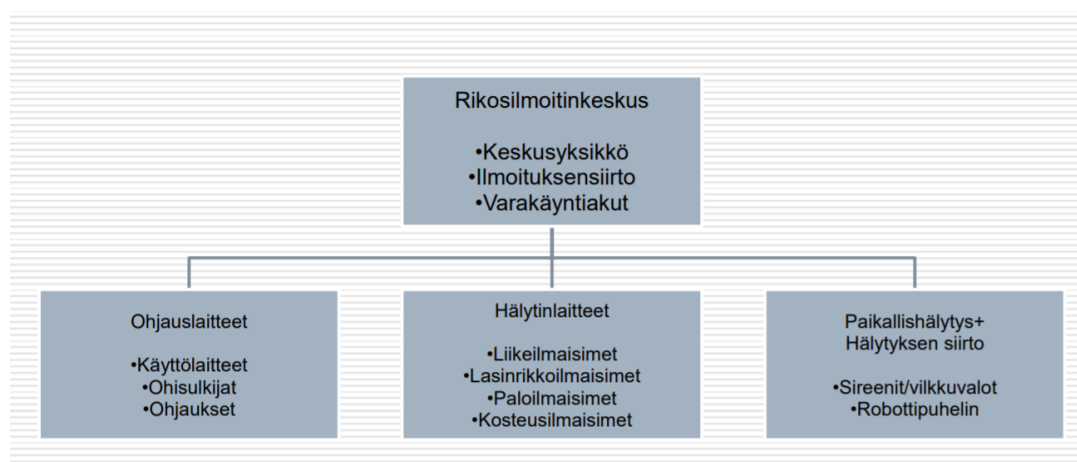 Rikosilmoitinkeskus
•Keskusyksikkö
•Ilmoituksensiirto
•Varakäyntiakut
Ohjauslaitteet
•Käyttölaitteet
•Ohisulkijat
•Ohjaukset
Hälytinlaitteet
•Liikeilmaisimet
•Lasinrikkoilmaisimet
•Paloilmaisimet
•Kosteusilmaisimet
Paikallishälytys+
Hälytyksen siirto
•Sireenit/vilkkuvalot
•Robottipuhelin